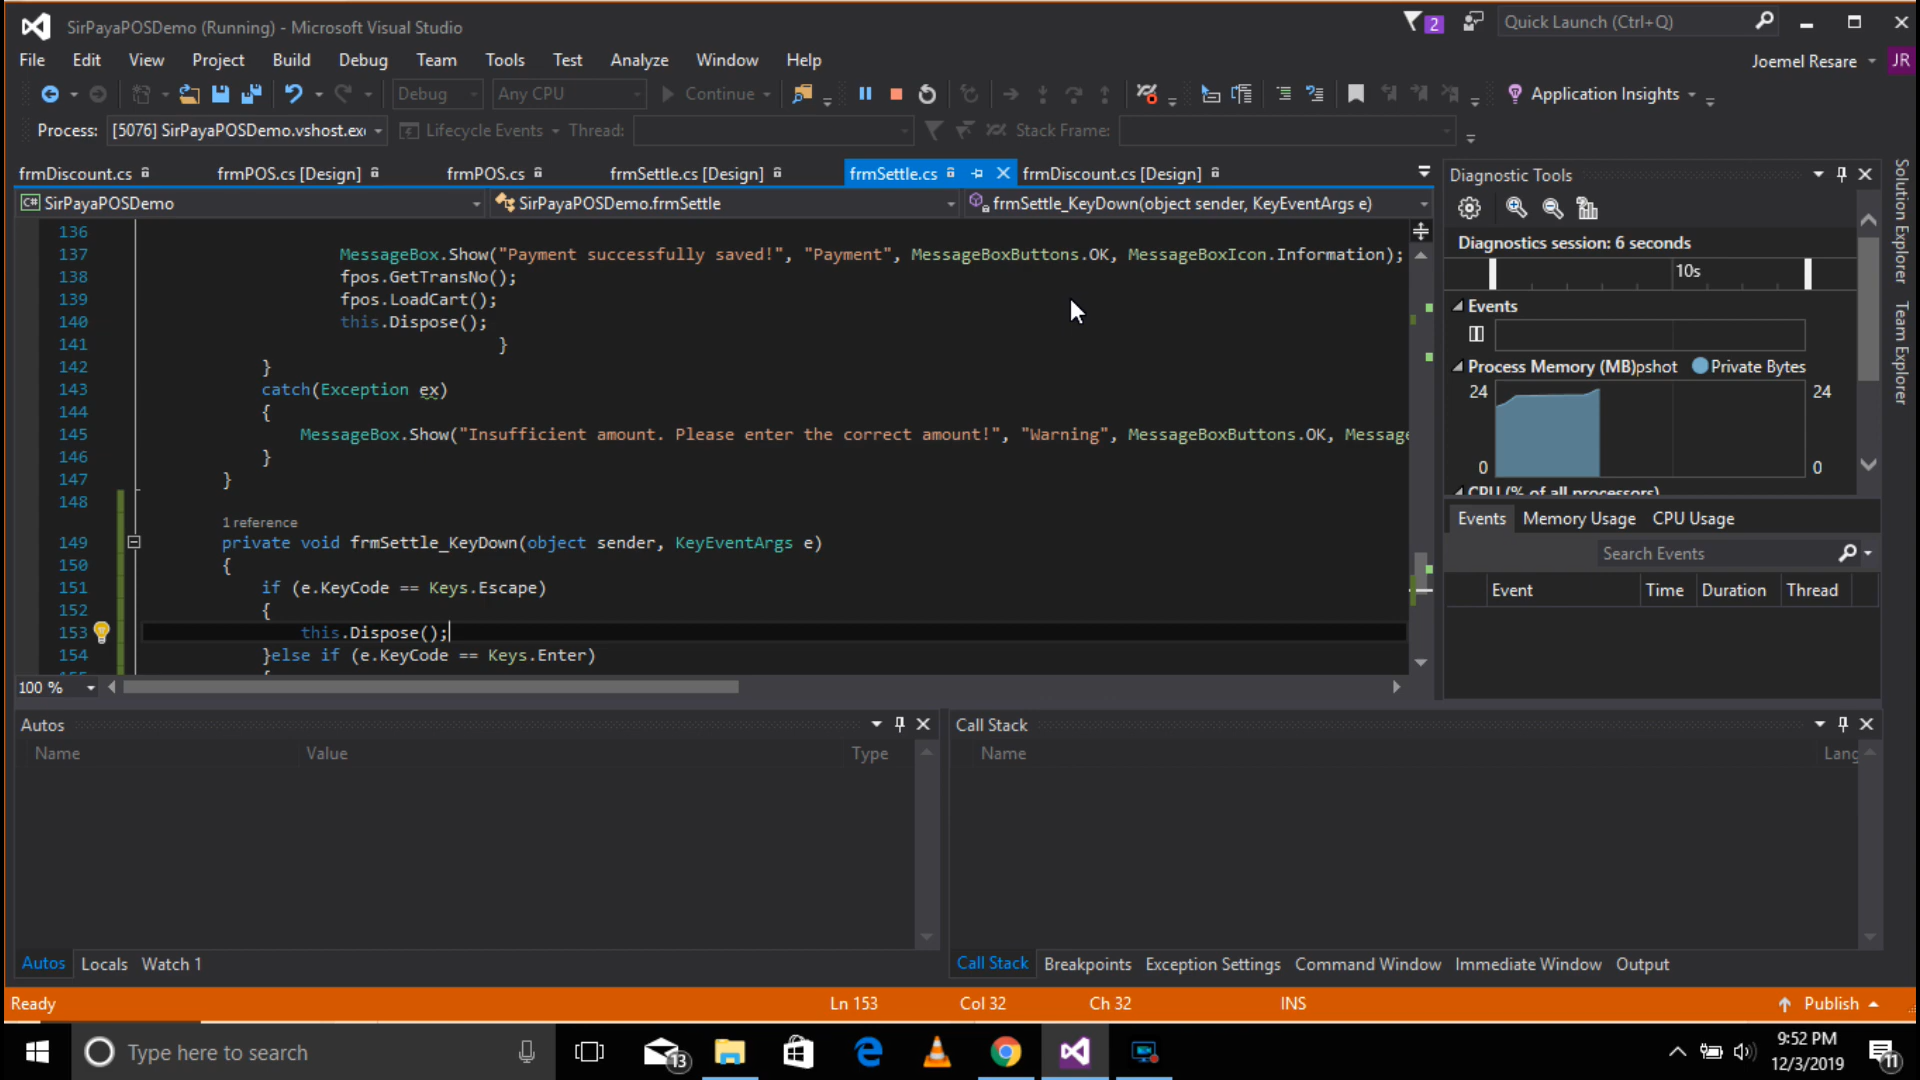 SirPayaPOSDemo (Running) - Microsoft Visual Studio
2
Quick Launch (Ctrl+Q)
File Edit View Project Build Debug Team Tools Test Analyze Window Help
Joemel Resare JR
Debug Any CPU Continue Application Insights
Process: [5076] SirPayaPOSDemo.vshost.ex Lifecycle Events Thread: Stack Frame:
frmDiscount.cs frmPOS.cs [Design] frmPOS.cs frmSettle.cs [Design] frmSettle.cs frmDiscount.cs [Design]
C# SirPayaPOSDemo SirPayaPOSDemo.frmSettle frmSettle_KeyDown(object sender, KeyEventArgs e)
136
137 MessageBox.Show("Payment successfully saved!", "Payment", MessageBoxButtons.OK, MessageBoxIcon.Information);
138 fpos.GetTransNo();
139 fpos.LoadCart();
140 this.Dispose();
141 }
142 }
143 catch(Exception ex)
144 {
145 MessageBox.Show("Insufficient amount. Please enter the correct amount!", "Warning", MessageBoxButtons.OK, Message
146 }
147 }
148
1 reference
149 private void frmSettle_KeyDown(object sender, KeyEventArgs e)
150 {
151 if (e.KeyCode == Keys.Escape)
152 {
153 this.Dispose();
154 }else if (e.KeyCode == Keys.Enter)
100 %
Diagnostic Tools
Diagnostics session: 6 seconds
10s
Events
Process Memory (MB)pshot Private Bytes
24 24
0 0
CPU (% of all processors)
Events Memory Usage CPU Usage
Search Events
Event Time Duration Thread
Solution Explorer
Team Explorer
Autos
Name Value Type
Autos Locals Watch 1
Call Stack
Name Lang
Call Stack Breakpoints Exception Settings Command Window Immediate Window Output
Ready Ln 153 Col 32 Ch 32 INS Publish
Type here to search
13
9:52 PM
12/3/2019
11